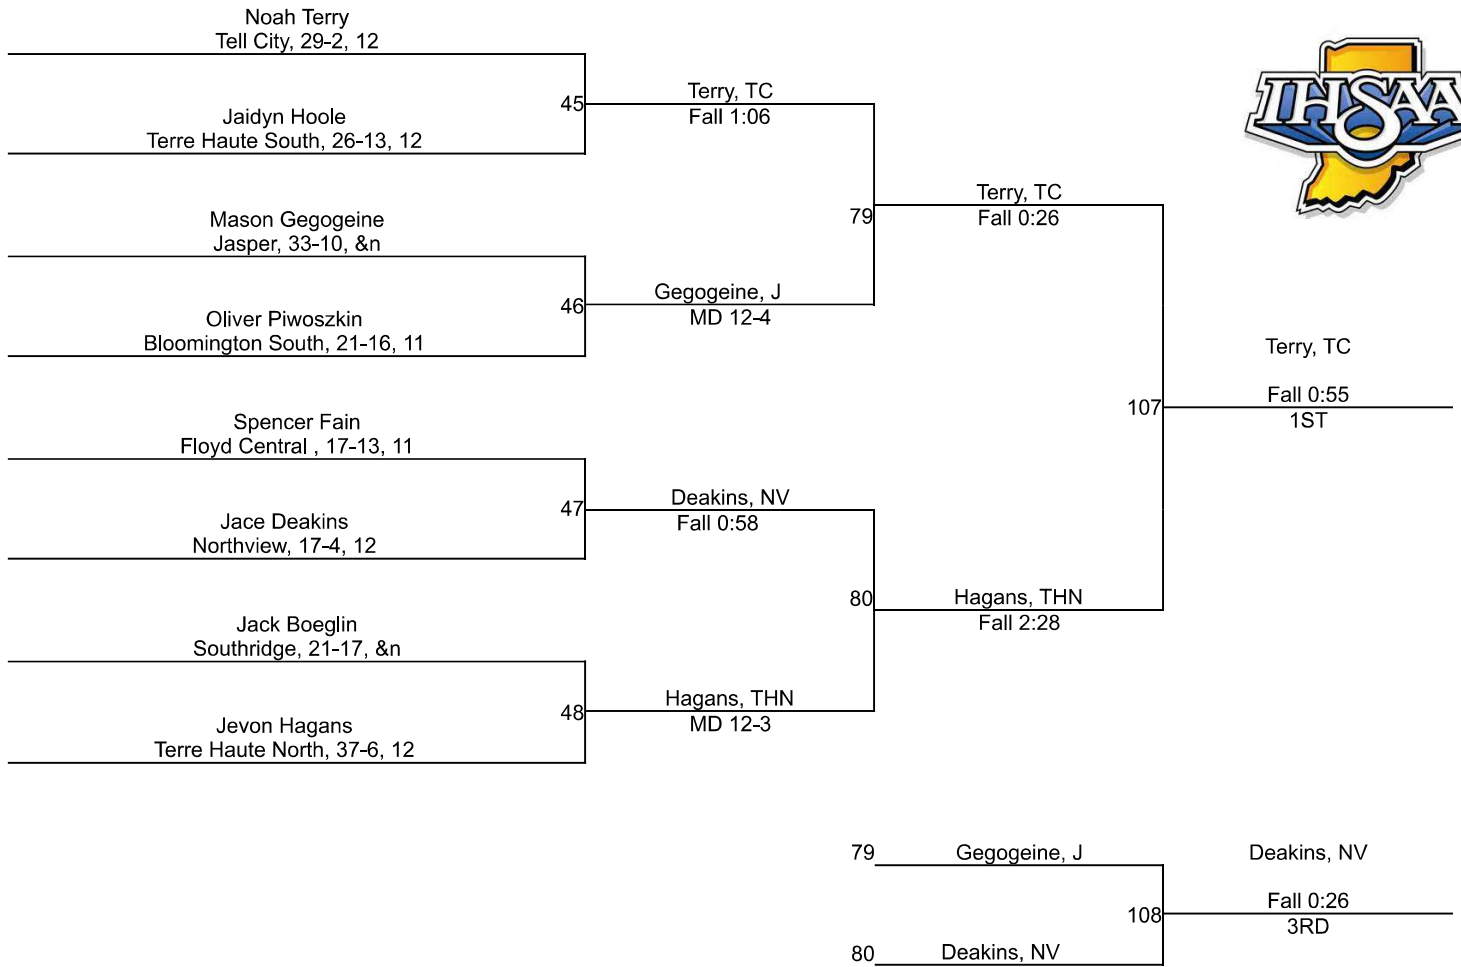 Noah Terry
Tell City, 29-2, 12
45
Terry, TC
Fall 1:06
Jaidyn Hoole
Terre Haute South, 26-13, 12
IHSAA
79
Terry, TC
Fall 0:26
Mason Gegogeine
Jasper, 33-10, &n
46
Gegogeine, J
MD 12-4
Oliver Piwoszkin
Bloomington South, 21-16, 11
107
Terry, TC
Fall 0:55
1ST
Spencer Fain
Floyd Central , 17-13, 11
47
Deakins, NV
Fall 0:58
Jace Deakins
Northview, 17-4, 12
80
Hagans, THN
Fall 2:28
Jack Boeglin
Southridge, 21-17, &n
48
Hagans, THN
MD 12-3
Jevon Hagans
Terre Haute North, 37-6, 12
79
Gegogeine, J
108
Deakins, NV
Fall 0:26
3RD
80
Deakins, NV